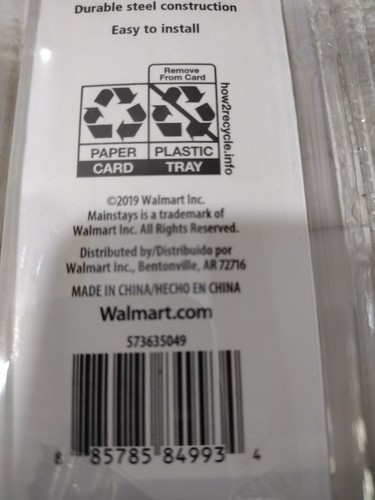 Durable steel construction
Easy to install
Remove
From Card
PAPER
PLASTIC
CARD
TRAY
how2recycle.info
©2019 Walmart Inc.
Mainstays is a trademark of
Walmart Inc. All Rights Reserved.
Distributed by/Distribuido por
Walmart Inc., Bentonville, AR 72716
MADE IN CHINA/HECHO EN CHINA
Walmart.com
573635049
8 85785 84993 4